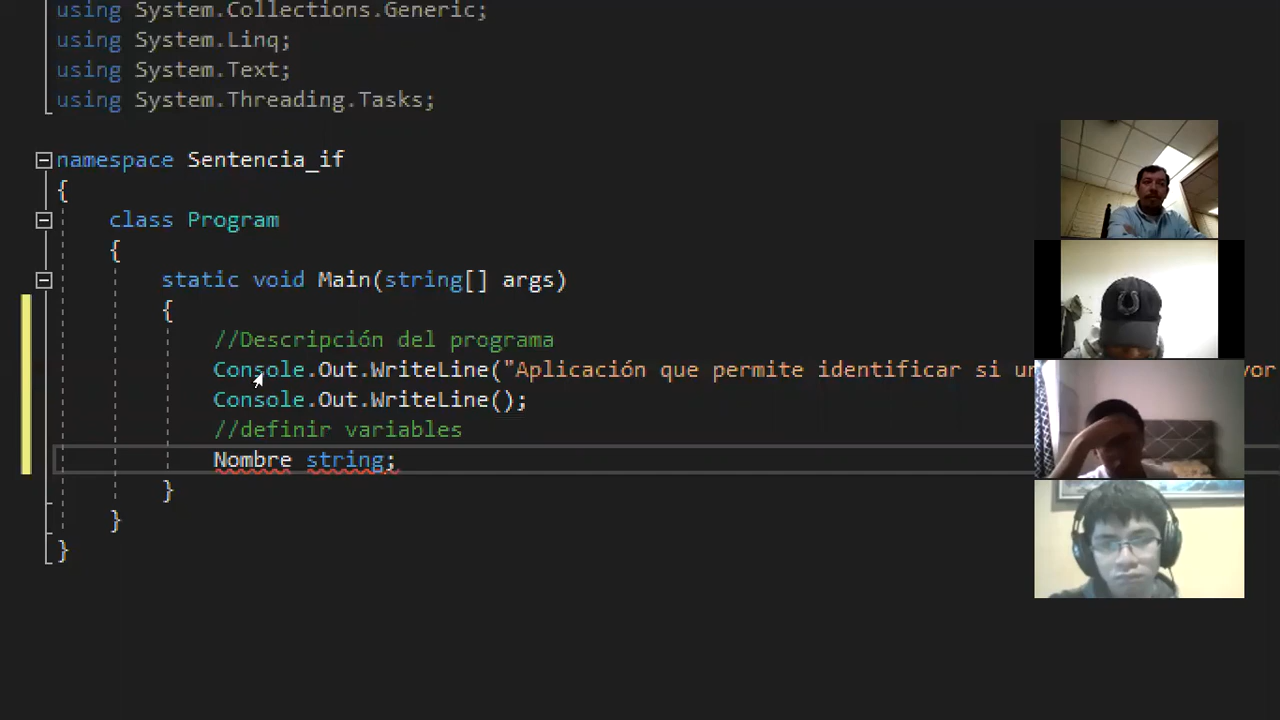 using System.Collections.Generic;
using System.Linq;
using System.Text;
using System.Threading.Tasks;
namespace Sentencia_if
{
class Program
{
static void Main(string[] args)
{
//Descripción del programa
Console.Out.WriteLine("Aplicación que permite identificar si
Console.Out.WriteLine();
//definir variables
Nombre string;
}
}
}